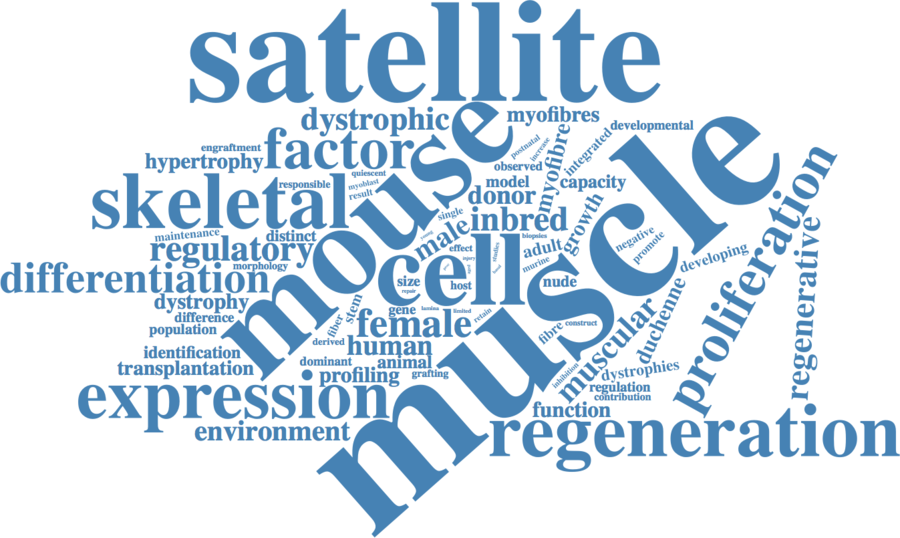 satellite
dystrophic
mouse
myofibres
factor
engraftment
hypertrophy
quiescent
myoblast
result
responsible
skeletal
postnatal
increase
observed
myofibre
integrated
developmental
model
capacity
donor
inbred
growth
muscle
maintenance
distinct
regulatory
morphology
differentiation
single
male
effect
biopsies
adult
murine
studies
injury
negative
promote
developing
proliferation
regenerative
cell
size
repair
host
nude
dystrophy
difference
population
stem
fiber
derived
gene
limiting
limited
retain
female
human
fibre
construct
muscular
duchenne
identification
transplantation
dominant
animal
profiling
grafting
inhibition
dystrophies
regulation
contribution
expression
environment
function
regeneration